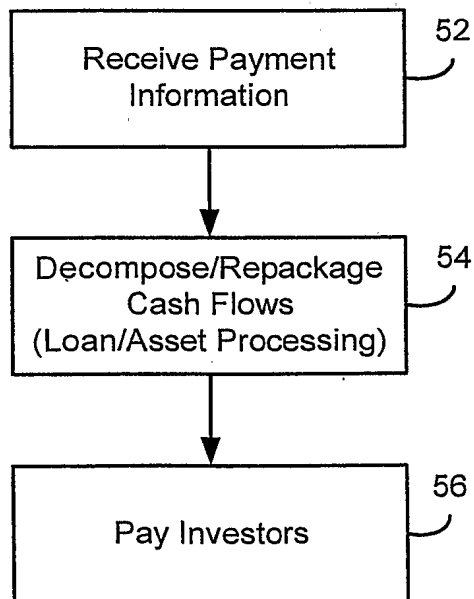 Receive Payment
Information
52
Decompose/Repackage
Cash Flows
(Loan/Asset Processing)
54
Pay Investors
56